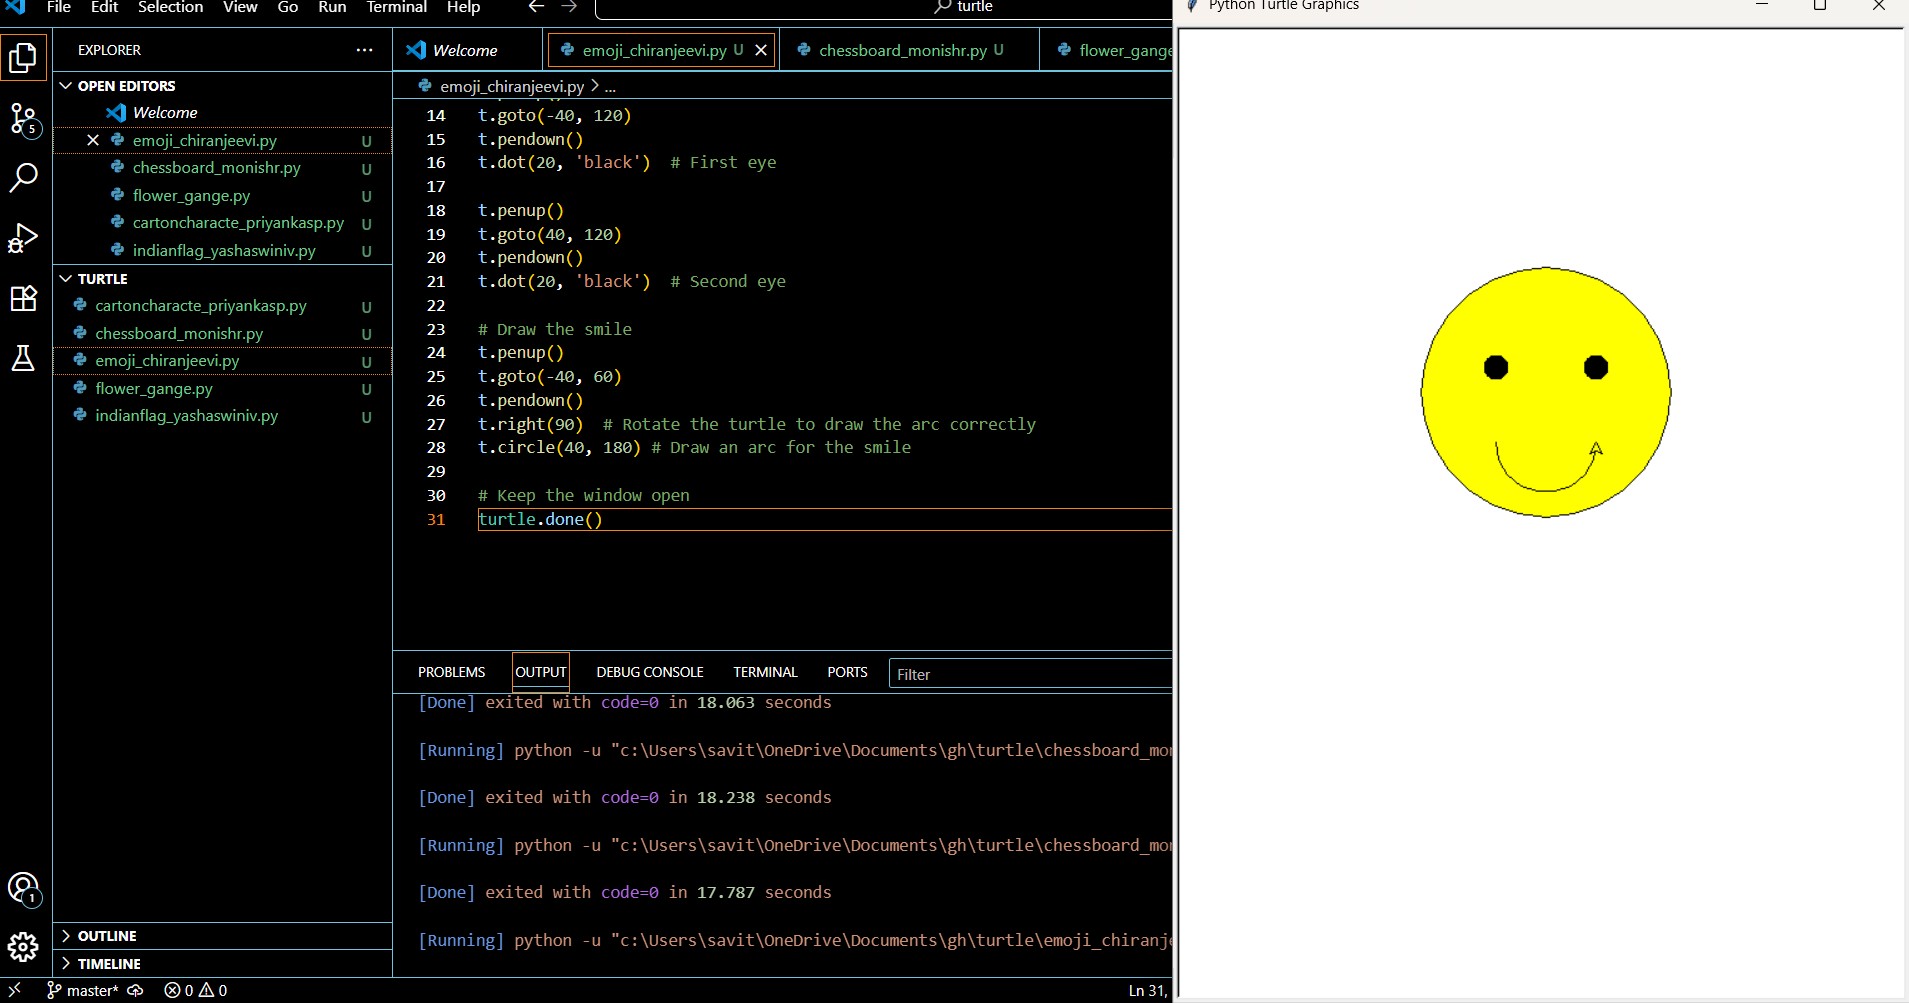 File Edit Selection View Go Run Terminal Help
turtle
Python Turtle Graphics
EXPLORER
OPEN EDITORS
Welcome
emoji_chiranjeevi.py U
chessboard_monishr.py U
flower_gange.py U
cartoncharacte_priyankasp.py U
indianflag_yashaswiniv.py U
TURTLE
cartoncharacte_priyankasp.py U
chessboard_monishr.py U
emoji_chiranjeevi.py U
flower_gange.py U
indianflag_yashaswiniv.py U
OUTLINE
TIMELINE
5
1
Welcome emoji_chiranjeevi.py U chessboard_monishr.py U flower_gange
emoji_chiranjeevi.py > ...
14 t.goto(-40, 120)
15 t.pendown()
16 t.dot(20, 'black')  # First eye
17
18 t.penup()
19 t.goto(40, 120)
20 t.pendown()
21 t.dot(20, 'black')  # Second eye
22
23 # Draw the smile
24 t.penup()
25 t.goto(-40, 60)
26 t.pendown()
27 t.right(90)  # Rotate the turtle to draw the arc correctly
28 t.circle(40, 180) # Draw an arc for the smile
29
30 # Keep the window open
31 turtle.done()
PROBLEMS OUTPUT DEBUG CONSOLE TERMINAL PORTS Filter
[Done] exited with code=0 in 18.063 seconds
[Running] python -u "c:\Users\savit\OneDrive\Documents\gh\turtle\chessboard_mo
[Done] exited with code=0 in 18.238 seconds
[Running] python -u "c:\Users\savit\OneDrive\Documents\gh\turtle\chessboard_mo
[Done] exited with code=0 in 17.787 seconds
[Running] python -u "c:\Users\savit\OneDrive\Documents\gh\turtle\emoji_chiranje
master* 0 0 Ln 31,